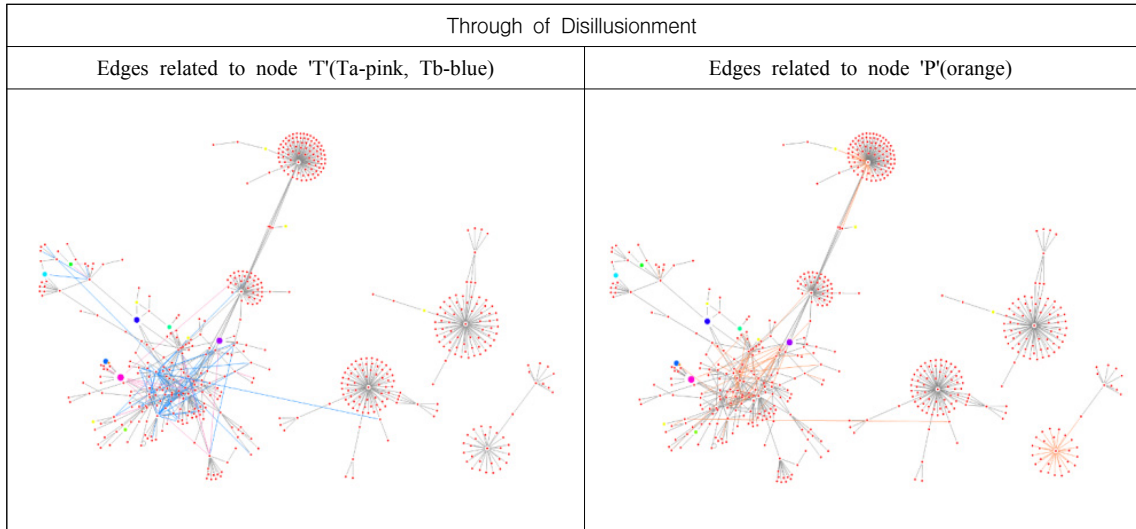 Through of Disillusionment
Edges related to node 'T'(Ta-pink, Tb-blue)
Edges related to node 'P'(orange)